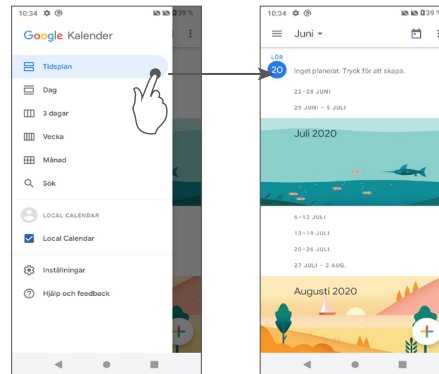 10:34 39 %
Google Kalender
Tidsplan
Dag
3 dagar
Vecka
Månad
Sök
LOCAL CALENDAR
Local Calendar
Inställningar
Hjälp och feedback
10:34 39 %
Juni
LÖR
20 Inget planerat. Tryck för att skapa.
22–28 JUNI
29 JUNI – 5 JULI
Juli 2020
6–12 JULI
13–19 JULI
20–26 JULI
27 JULI – 2 AUG.
Augusti 2020